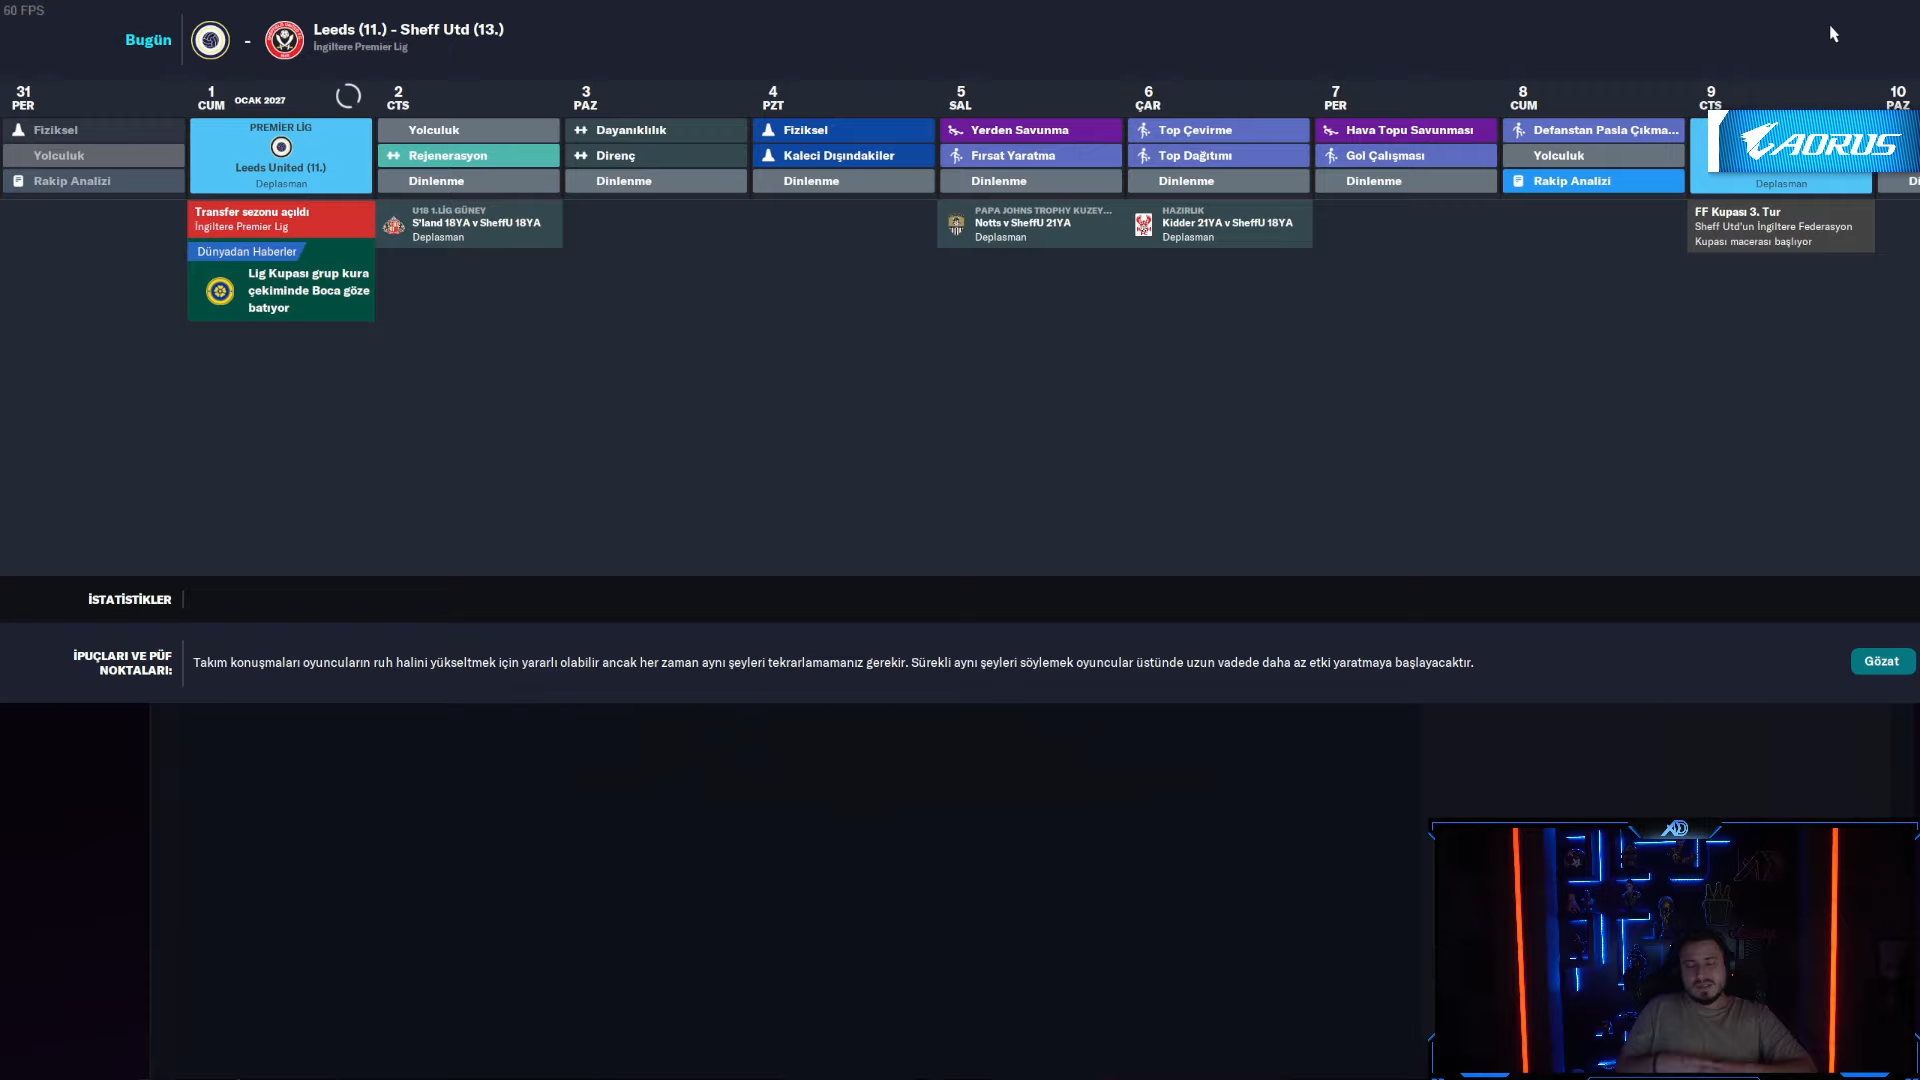 60 FPS
Bugün
-
Leeds (11.) - Sheff Utd (13.)
İngiltere Premier Lig
31
PER
Fiziksel
Yolculuk
Rakip Analizi
1
CUM
OCAK 2027
PREMİER LİG
Leeds United (11.)
Deplasman
Transfer sezonu açıldı
İngiltere Premier Lig
Dünyadan Haberler
Lig Kupası grup kura
çekiminde Boca göze
batıyor
2
CTS
Yolculuk
Rejenerasyon
Dinlenme
U18 1.LİG GÜNEY
S'land 18YA v SheffU 18YA
Deplasman
3
PAZ
Dayanıklılık
Direnç
Dinlenme
4
PZT
Fiziksel
Kaleci Dışındakiler
Dinlenme
5
SAL
Yerden Savunma
Fırsat Yaratma
Dinlenme
PAPA JOHNS TROPHY KUZEY...
Notts v SheffU 21YA
Deplasman
6
ÇAR
Top Çevirme
Top Dağıtımı
Dinlenme
HAZIRLIK
Kidder 21YA v SheffU 18YA
Deplasman
7
PER
Hava Topu Savunması
Gol Çalışması
Dinlenme
8
CUM
Defanstan Pasla Çıkma...
Yolculuk
Rakip Analizi
9
CTS
AORUS
Deplasman
FF Kupası 3. Tur
Sheff Utd'un İngiltere Federasyon
Kupası macerası başlıyor
10
PAZ
Di
İSTATİSTİKLER
İPUÇLARI VE PÜF
NOKTALARI:
Takım konuşmaları oyuncuların ruh halini yükseltmek için yararlı olabilir ancak her zaman aynı şeyleri tekrarlamamanız gerekir. Sürekli aynı şeyleri söylemek oyuncular üstünde uzun vadede daha az etki yaratmaya başlayacaktır.
Gözat